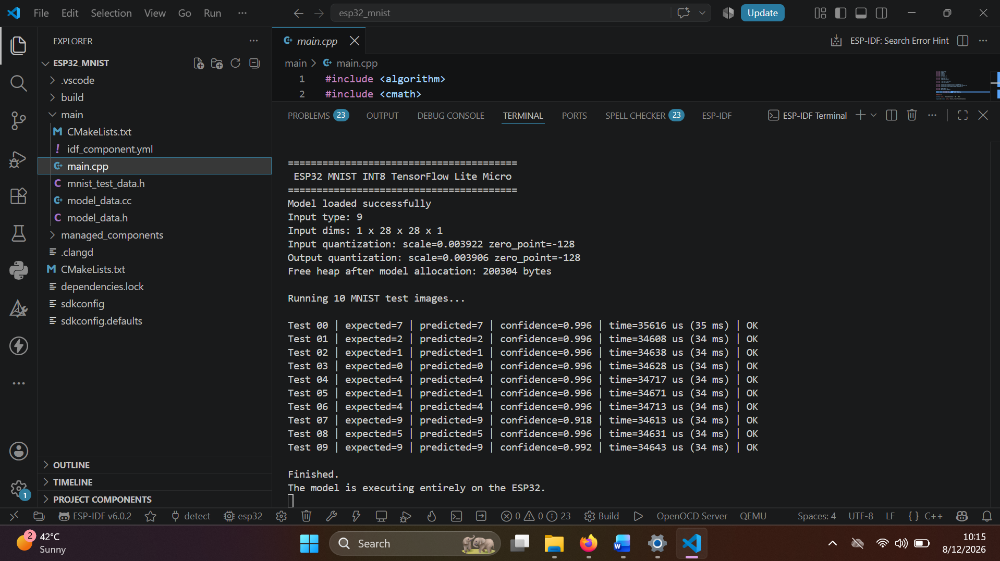 File Edit Selection View Go Run ···
esp32_mnist
Update
EXPLORER
ESP32_MNIST
.vscode
build
main
CMakeLists.txt
! idf_component.yml
main.cpp
C mnist_test_data.h
model_data.cc
C model_data.h
managed_components
.clangd
M CMakeLists.txt
dependencies.lock
sdkconfig
sdkconfig.defaults
OUTLINE
TIMELINE
PROJECT COMPONENTS
1
main.cpp
ESP-IDF: Search Error Hint
main > main.cpp
1 #include <algorithm>
2 #include <cmath>
PROBLEMS 23 OUTPUT DEBUG CONSOLE TERMINAL PORTS SPELL CHECKER 23 ESP-IDF
ESP-IDF Terminal
========================================
ESP32 MNIST INT8 TensorFlow Lite Micro
========================================
Model loaded successfully
Input type: 9
Input dims: 1 x 28 x 28 x 1
Input quantization: scale=0.003922 zero_point=-128
Output quantization: scale=0.003906 zero_point=-128
Free heap after model allocation: 200304 bytes
Running 10 MNIST test images...
Test 00 | expected=7 | predicted=7 | confidence=0.996 | time=35616 us (35 ms) | OK
Test 01 | expected=2 | predicted=2 | confidence=0.996 | time=34608 us (34 ms) | OK
Test 02 | expected=1 | predicted=1 | confidence=0.996 | time=34638 us (34 ms) | OK
Test 03 | expected=0 | predicted=0 | confidence=0.996 | time=34628 us (34 ms) | OK
Test 04 | expected=4 | predicted=4 | confidence=0.996 | time=34717 us (34 ms) | OK
Test 05 | expected=1 | predicted=1 | confidence=0.996 | time=34671 us (34 ms) | OK
Test 06 | expected=4 | predicted=4 | confidence=0.996 | time=34713 us (34 ms) | OK
Test 07 | expected=9 | predicted=9 | confidence=0.918 | time=34613 us (34 ms) | OK
Test 08 | expected=5 | predicted=5 | confidence=0.996 | time=34631 us (34 ms) | OK
Test 09 | expected=9 | predicted=9 | confidence=0.992 | time=34643 us (34 ms) | OK
Finished.
The model is executing entirely on the ESP32.
ESP-IDF v6.0.2 detect esp32 0 0 23 Build OpenOCD Server QEMU Spaces: 4 UTF-8 LF { } C++
2 42°C
Sunny
Search
10:15
8/12/2026